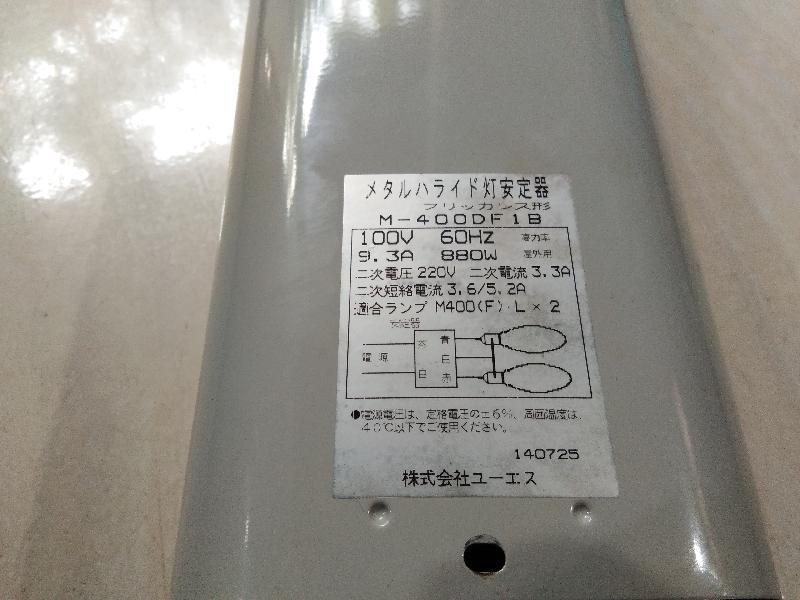 メタルハライド灯安定器
フリッカレス形
M-400DF1B
100V 60Hz 高力率
9.3A 880W 屋外用
二次電圧220V 二次電流3.3A
二次短絡電流3.6/5.2A
適合ランプ M400(F)・L×2
安定器
青
電源
白
白 赤
●電源電圧は、定格電圧の±6%、周囲温度は、
40℃以下でご使用ください。
140725
株式会社ユーエス